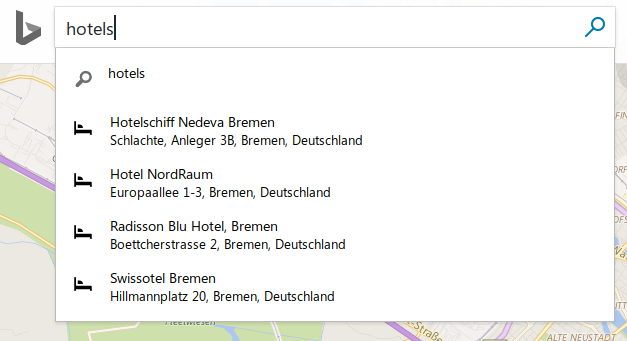 hotels
hotels
Hotelschiff Nedeva Bremen
Schlachte, Anleger 3B, Bremen, Deutschland
Hotel NordRaum
Europaallee 1-3, Bremen, Deutschland
Radisson Blu Hotel, Bremen
Boettcherstrasse 2, Bremen, Deutschland
Swissotel Bremen
Hillmannplatz 20, Bremen, Deutschland
-Straße
ALTE NEUSTADT